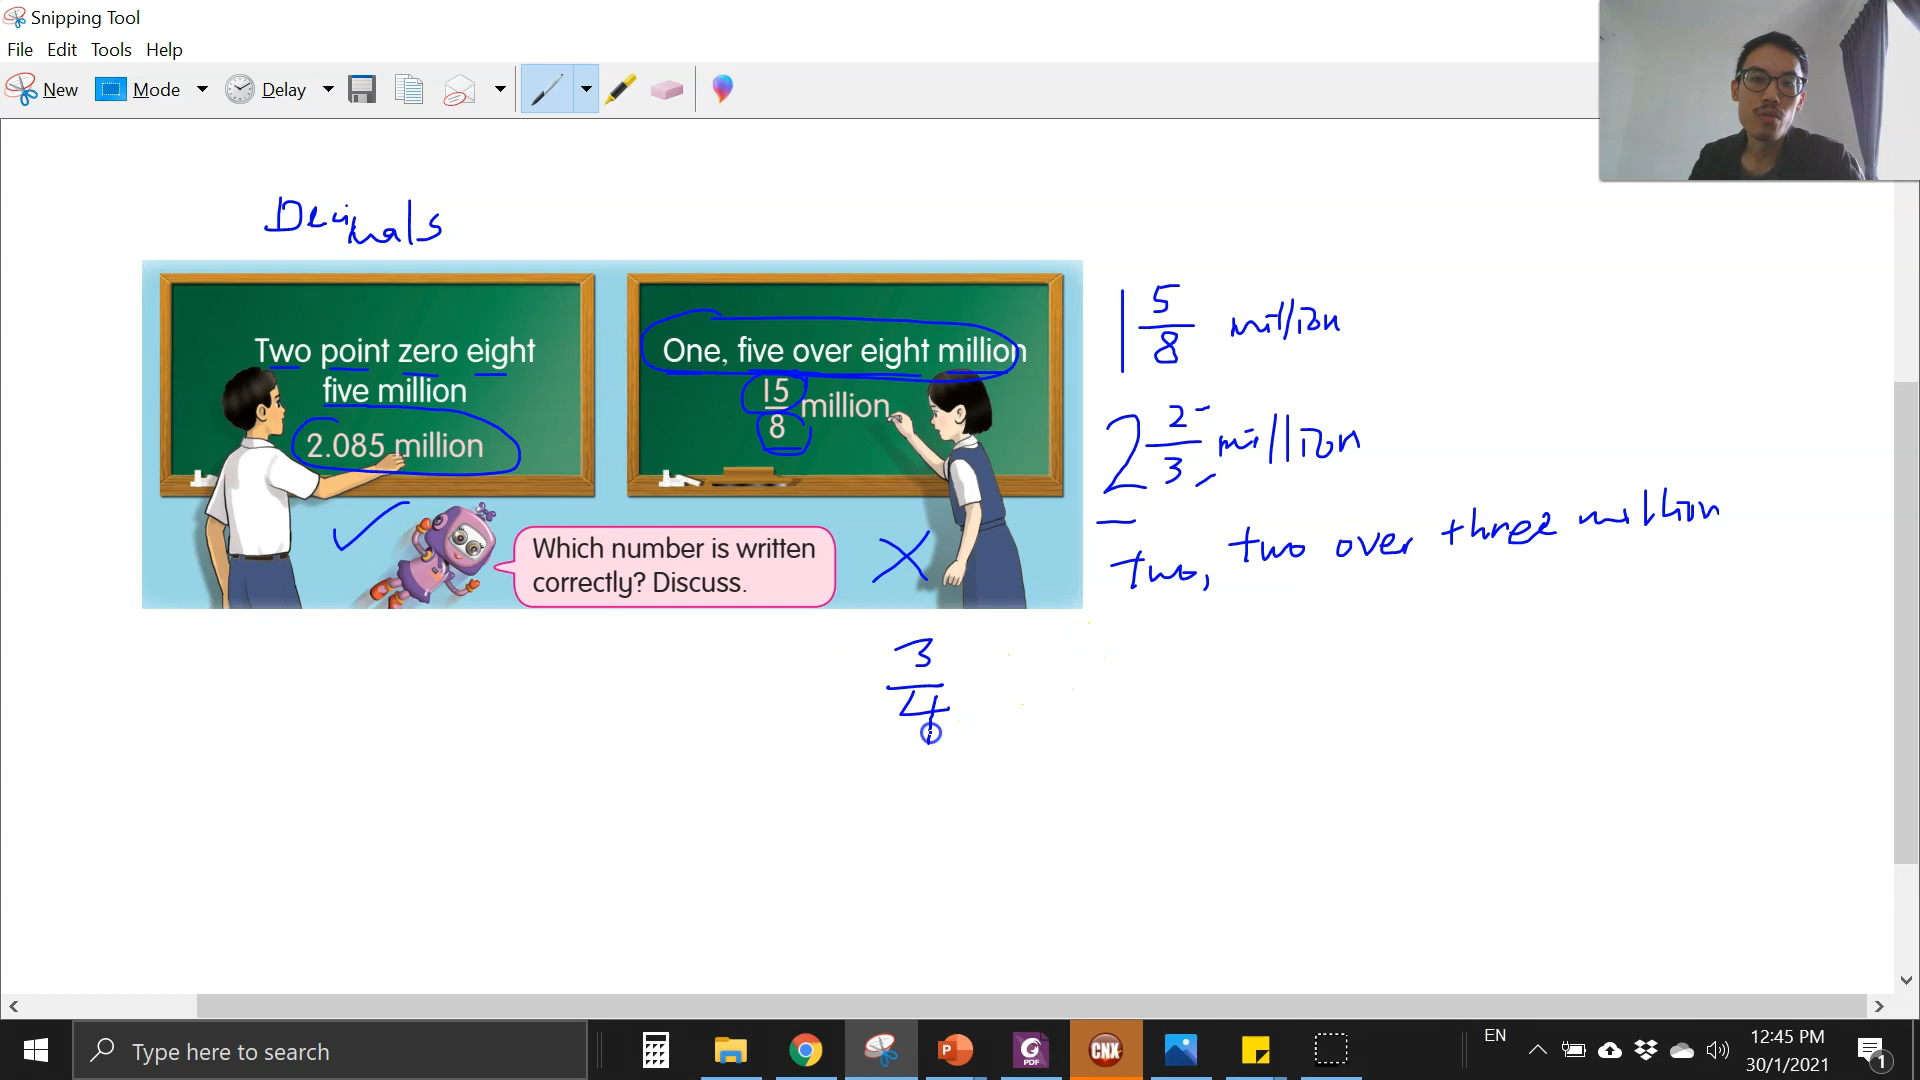 Snipping Tool
File Edit Tools Help
New Mode Delay
Decimals
Two point zero eight
five million
2.085 million
One, five over eight million
15
8
million
Which number is written
correctly? Discuss.
1 5/8 million
2 2/3 million
two, two over three million
3
4
Type here to search
P
PDF
CNX
EN
12:45 PM
30/1/2021
1